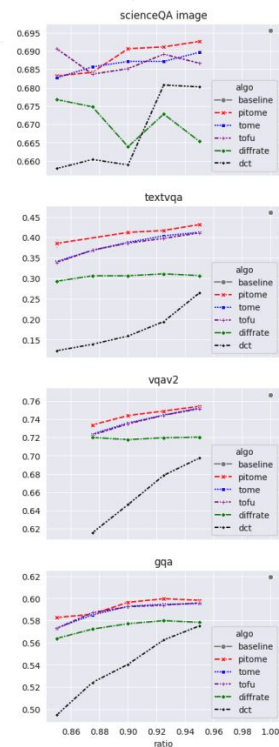 scienceQA image
0.695
0.690
0.685
0.680
0.675
0.670
0.665
0.660
algo
baseline
pitome
tome
tofu
diffrate
dct
textvqa
0.45
0.40
0.35
0.30
0.25
0.20
0.15
algo
baseline
pitome
tome
tofu
diffrate
dct
vqav2
0.76
0.74
0.72
0.70
0.68
0.66
0.64
0.62
algo
baseline
pitome
tome
tofu
diffrate
dct
gqa
0.62
0.60
0.58
0.56
0.54
0.52
0.50
algo
baseline
pitome
tome
tofu
diffrate
dct
0.86 0.88 0.90 0.92 0.94 0.96 0.98 1.00
ratio